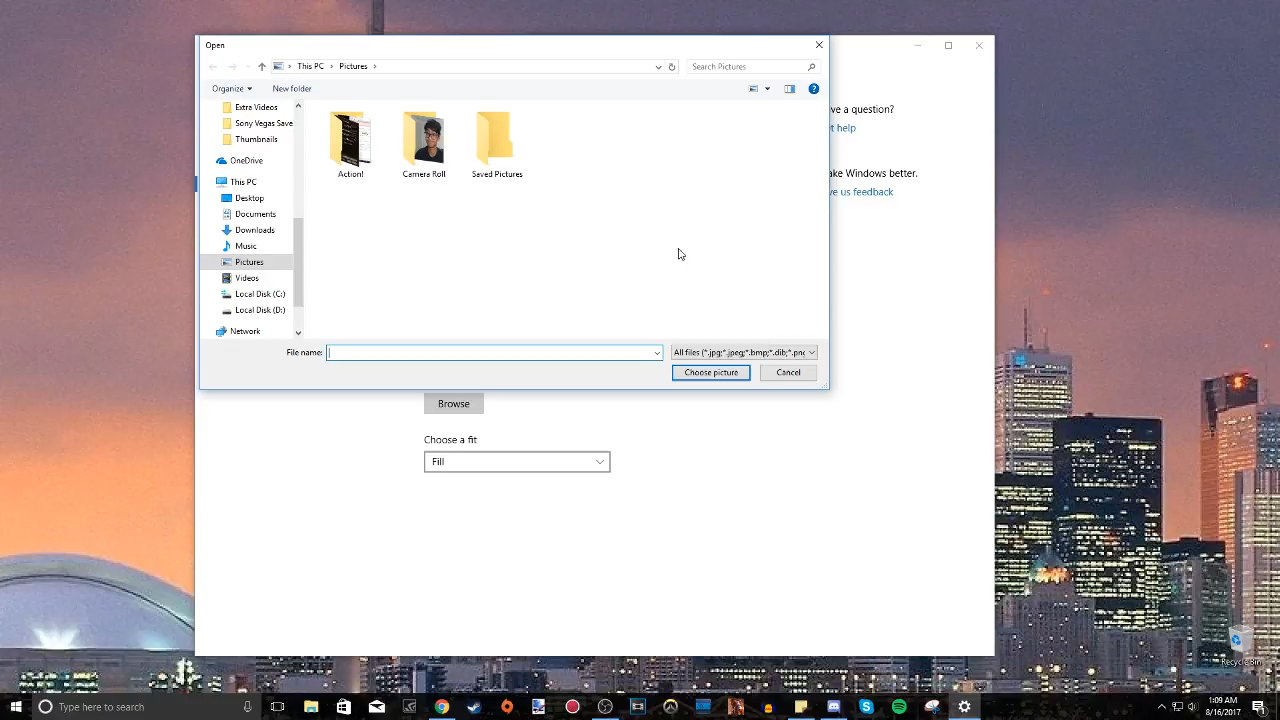 Open
This PC
Pictures
Search Pictures
Organize
New folder
Extra Videos
Sony Vegas Save
Thumbnails
OneDrive
This PC
Desktop
Documents
Downloads
Music
Pictures
Videos
Local Disk (C:)
Local Disk (D:)
Network
Action!
Camera Roll
Saved Pictures
File name:
All files (*.jpg;*.jpeg;*.bmp;*.dib;*.pnc
Choose picture
Cancel
ve a question?
t help
ake Windows better.
ve us feedback
Browse
Choose a fit
Fill
Recycle Bin
Type here to search
1:09 AM
8/16/2017